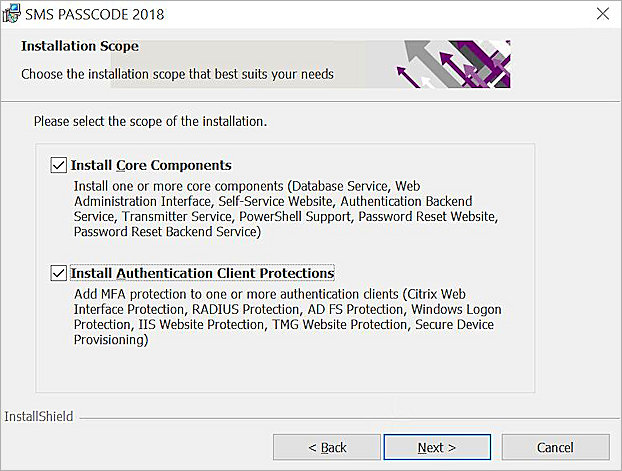 SMS PASSCODE 2018
Installation Scope
Choose the installation scope that best suits your needs
Please select the scope of the installation.
Install Core Components
Install one or more core components (Database Service, Web
Administration Interface, Self-Service Website, Authentication Backend
Service, Transmitter Service, PowerShell Support, Password Reset Website,
Password Reset Backend Service)
Install Authentication Client Protections
Add MFA protection to one or more authentication clients (Citrix Web
Interface Protection, RADIUS Protection, AD FS Protection, Windows Logon
Protection, IIS Website Protection, TMG Website Protection, Secure Device
Provisioning)
InstallShield
< Back
Next >
Cancel